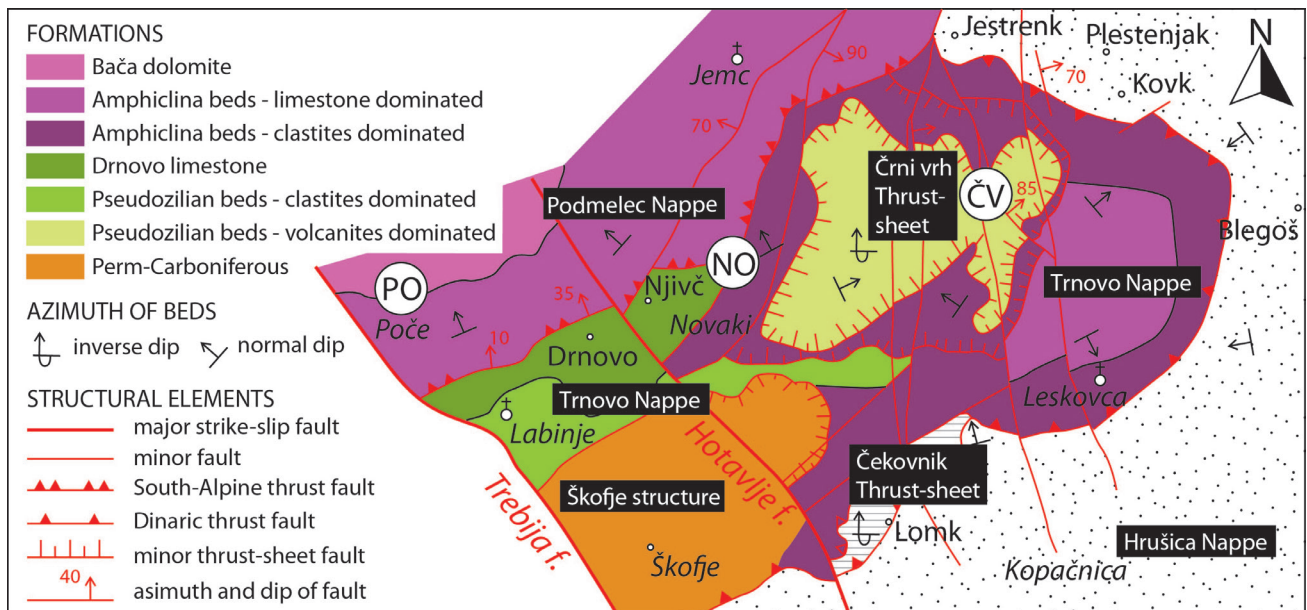 FORMATIONS
Bača dolomite
Amphiclina beds - limestone dominated
Amphiclina beds - clastites dominated
Drnovo limestone
Pseudozilian beds - clastites dominated
Pseudozilian beds - volcanites dominated
Perm-Carboniferous
AZIMUTH OF BEDS
inverse dip
normal dip
STRUCTURAL ELEMENTS
major strike-slip fault
minor fault
South-Alpine thrust fault
Dinaric thrust fault
minor thrust-sheet fault
40
asimuth and dip of fault
Jestrenk
Plestenjak
N
90
Jemc
70
Kovk
70
Črni vrh
Thrust-
sheet
ČV
85
Podmelec Nappe
Blegoš
NO
PO
Poče
Njivč
35
Novaki
Trnovo Nappe
10
Drnovo
Trnovo Nappe
Labinje
Leskovca
Hotavlje f.
Čekovnik
Thrust-sheet
Škofje structure
Trebija f.
Lomk
Hrušica Nappe
Škofje
Kopačnica